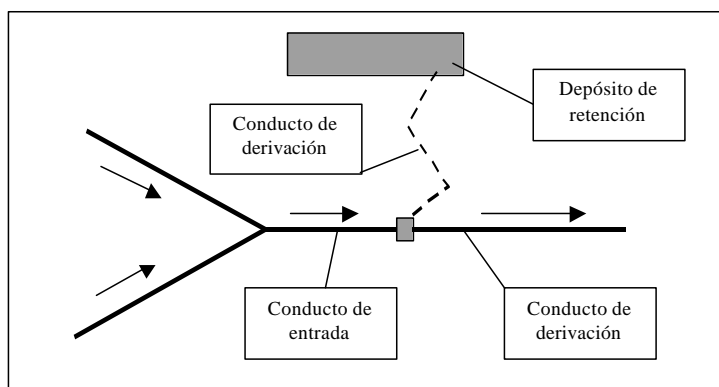 Depósito de
retención
Conducto de
derivación
Conducto de
entrada
Conducto de
derivación